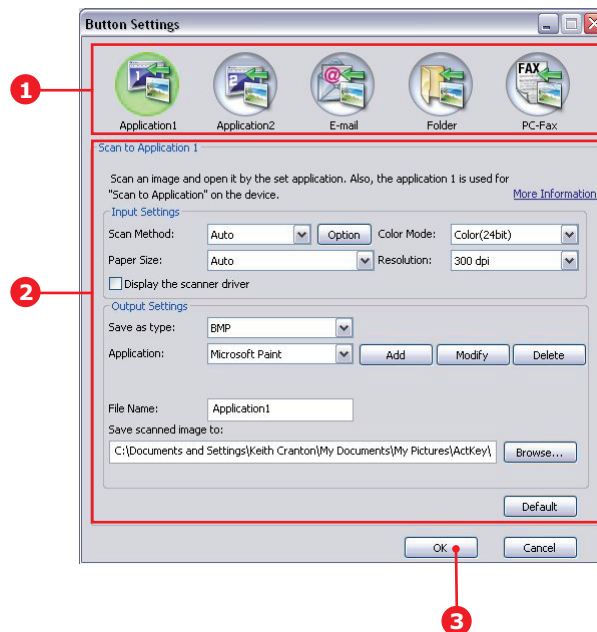 Button Settings
1
1
2
@
FAX
Application1 Application2 E-mail Folder PC-Fax
Scan to Application 1
Scan an image and open it by the set application. Also, the application 1 is used for
"Scan to Application" on the device. More Information
Input Settings
Scan Method: Auto Option Color Mode: Color(24bit)
Paper Size: Auto Resolution: 300 dpi
Display the scanner driver
2
Output Settings
Save as type: BMP
Application: Microsoft Paint Add Modify Delete
File Name: Application1
Save scanned image to:
C:\Documents and Settings\Keith Cranton\My Documents\My Pictures\ActKey\ Browse...
Default
OK Cancel
3